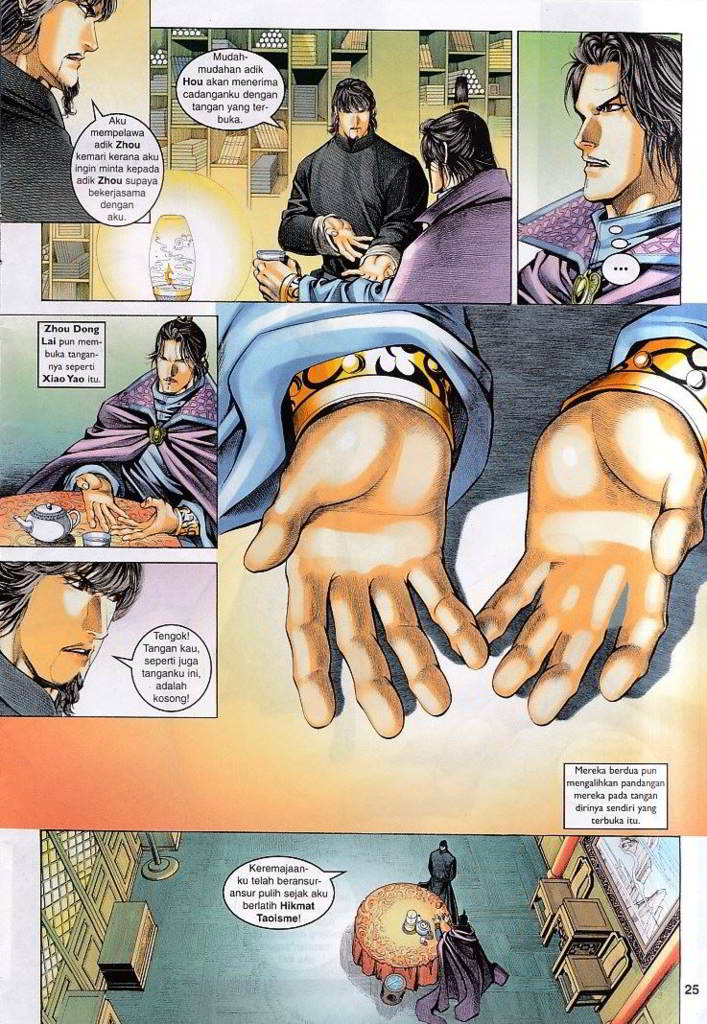 Aku
mempelawa
adik Zhou
kemari kerana aku
ingin minta kepada
adik Zhou supaya
bekerjasama
dengan
aku.
Mudah-
mudahan adik
Hou akan menerima
cadanganku dengan
tangan yang ter-
buka.
...
Zhou Dong
Lai pun mem-
buka tangan-
nya seperti
Xiao Yao itu.
Tengok!
Tangan kau,
seperti juga
tanganku ini,
adalah
kosong!
Mereka berdua pun
mengalihkan pandangan
mereka pada tangan
dirinya sendiri yang
terbuka itu.
Keremajaan-
ku telah beransur-
ansur pulih sejak aku
berlatih Hikmat
Taoisme!
25